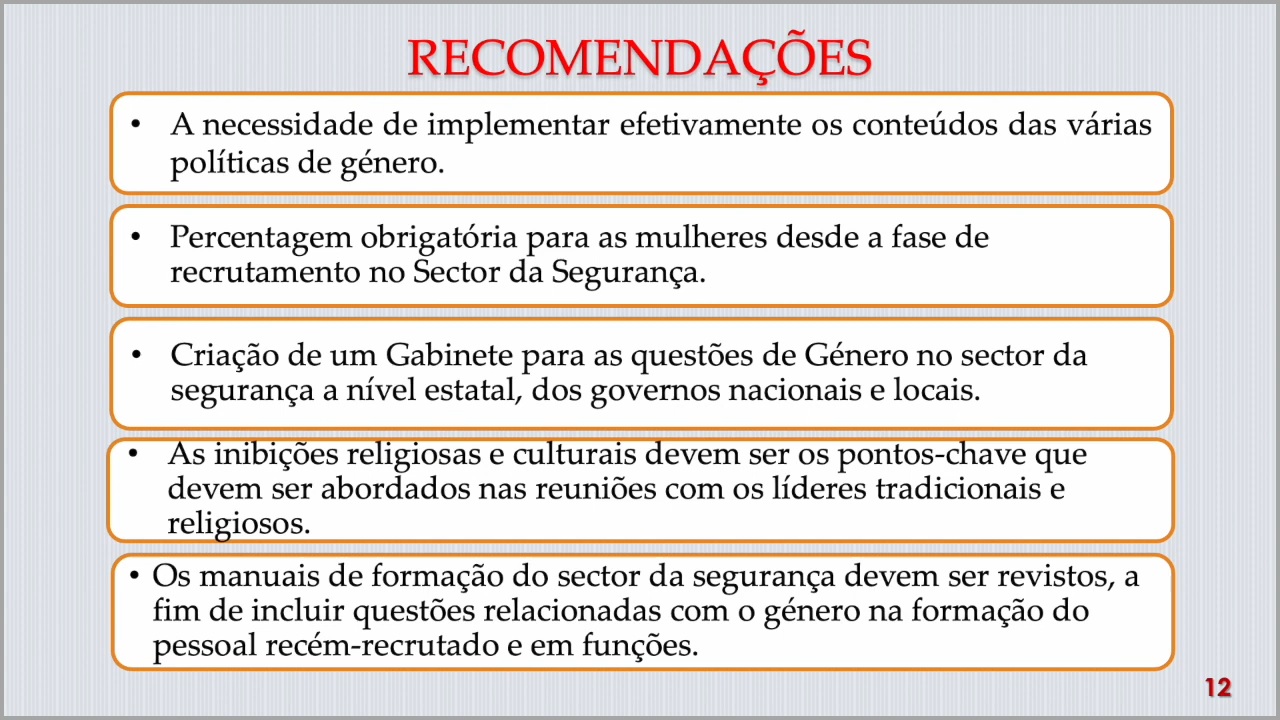 RECOMENDAÇÕES
• A necessidade de implementar efetivamente os conteúdos das várias
políticas de género.
• Percentagem obrigatória para as mulheres desde a fase de
recrutamento no Sector da Segurança.
• Criação de um Gabinete para as questões de Género no sector da
segurança a nível estatal, dos governos nacionais e locais.
• As inibições religiosas e culturais devem ser os pontos-chave que
devem ser abordados nas reuniões com os líderes tradicionais e
religiosos.
• Os manuais de formação do sector da segurança devem ser revistos, a
fim de incluir questões relacionadas com o género na formação do
pessoal recém-recrutado e em funções.
12